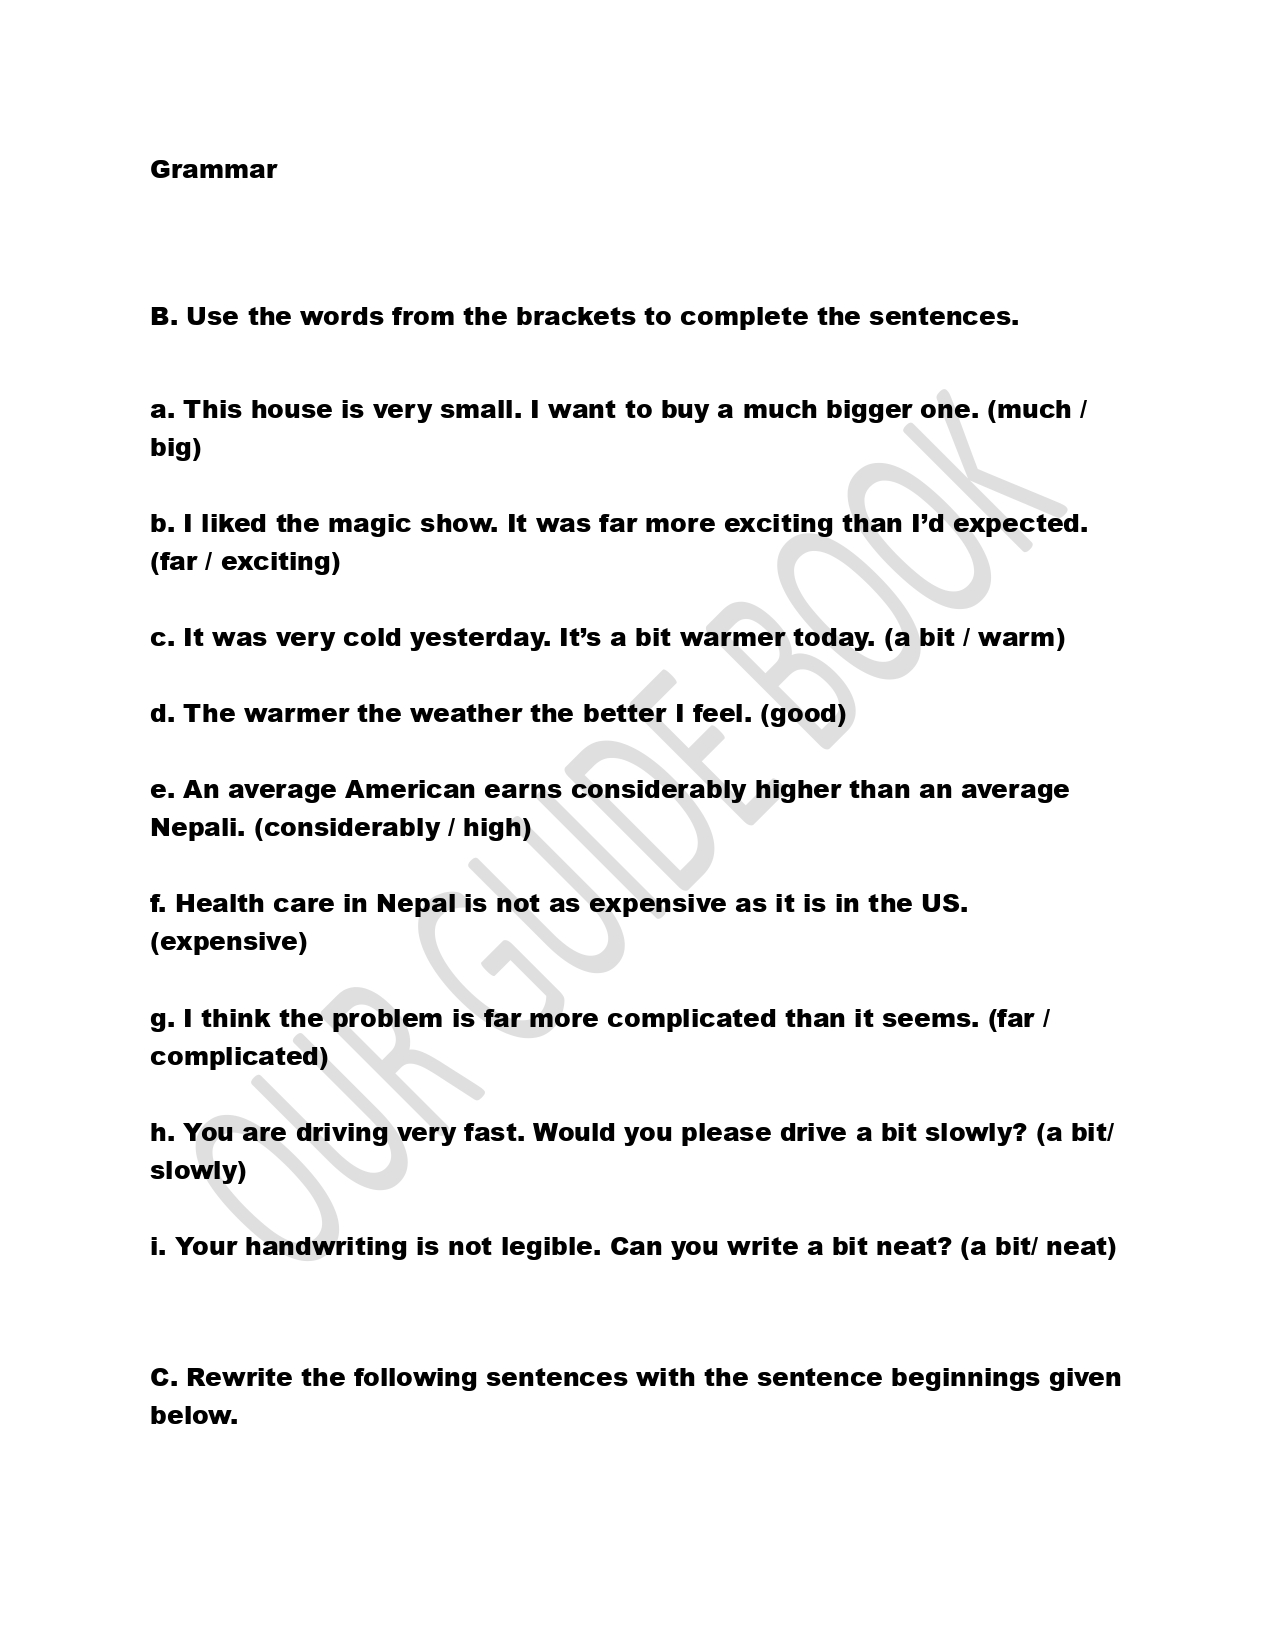 Grammar
B. Use the words from the brackets to complete the sentences.
a. This house is very small. I want to buy a much bigger one. (much /
big)
b. I liked the magic show. It was far more exciting than I’d expected.
(far / exciting)
c. It was very cold yesterday. It’s a bit warmer today. (a bit / warm)
d. The warmer the weather the better I feel. (good)
e. An average American earns considerably higher than an average
Nepali. (considerably / high)
f. Health care in Nepal is not as expensive as it is in the US.
(expensive)
g. I think the problem is far more complicated than it seems. (far /
complicated)
h. You are driving very fast. Would you please drive a bit slowly? (a bit/
slowly)
i. Your handwriting is not legible. Can you write a bit neat? (a bit/ neat)
C. Rewrite the following sentences with the sentence beginnings given
below.
OUR GUIDE BOOK